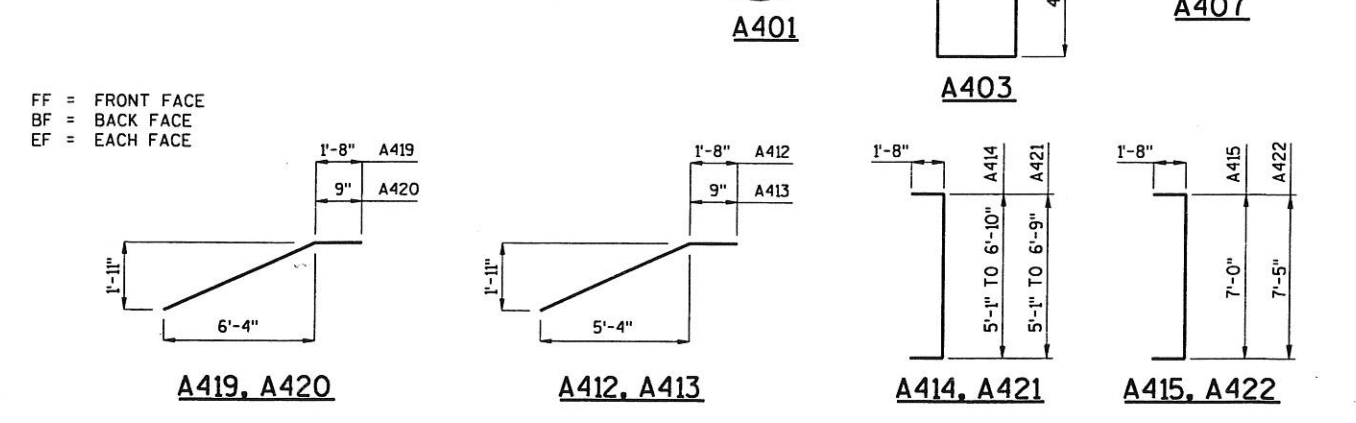 A401
4
A403
A407
FF = FRONT FACE
BF = BACK FACE
EF = EACH FACE
1'-8" A419
9" A420
1'-11"
6'-4"
A419, A420
1'-8" A412
9" A413
1'-11"
5'-4"
A412, A413
1'-8"
A414
A421
5'-1" TO 6'-10"
5'-1" TO 6'-9"
A414, A421
1'-8"
A415
A422
7'-0"
7'-5"
A415, A422